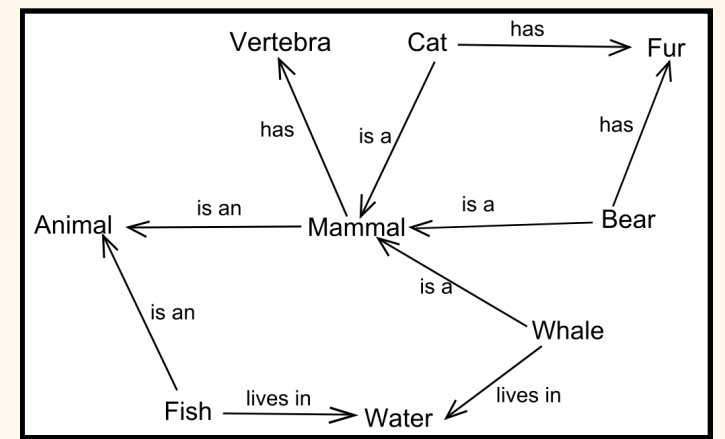 Vertebra
Cat
has
Fur
has
is a
has
Animal
is an
Mammal
is a
Bear
is a
is an
Whale
Fish
lives in
Water
lives in